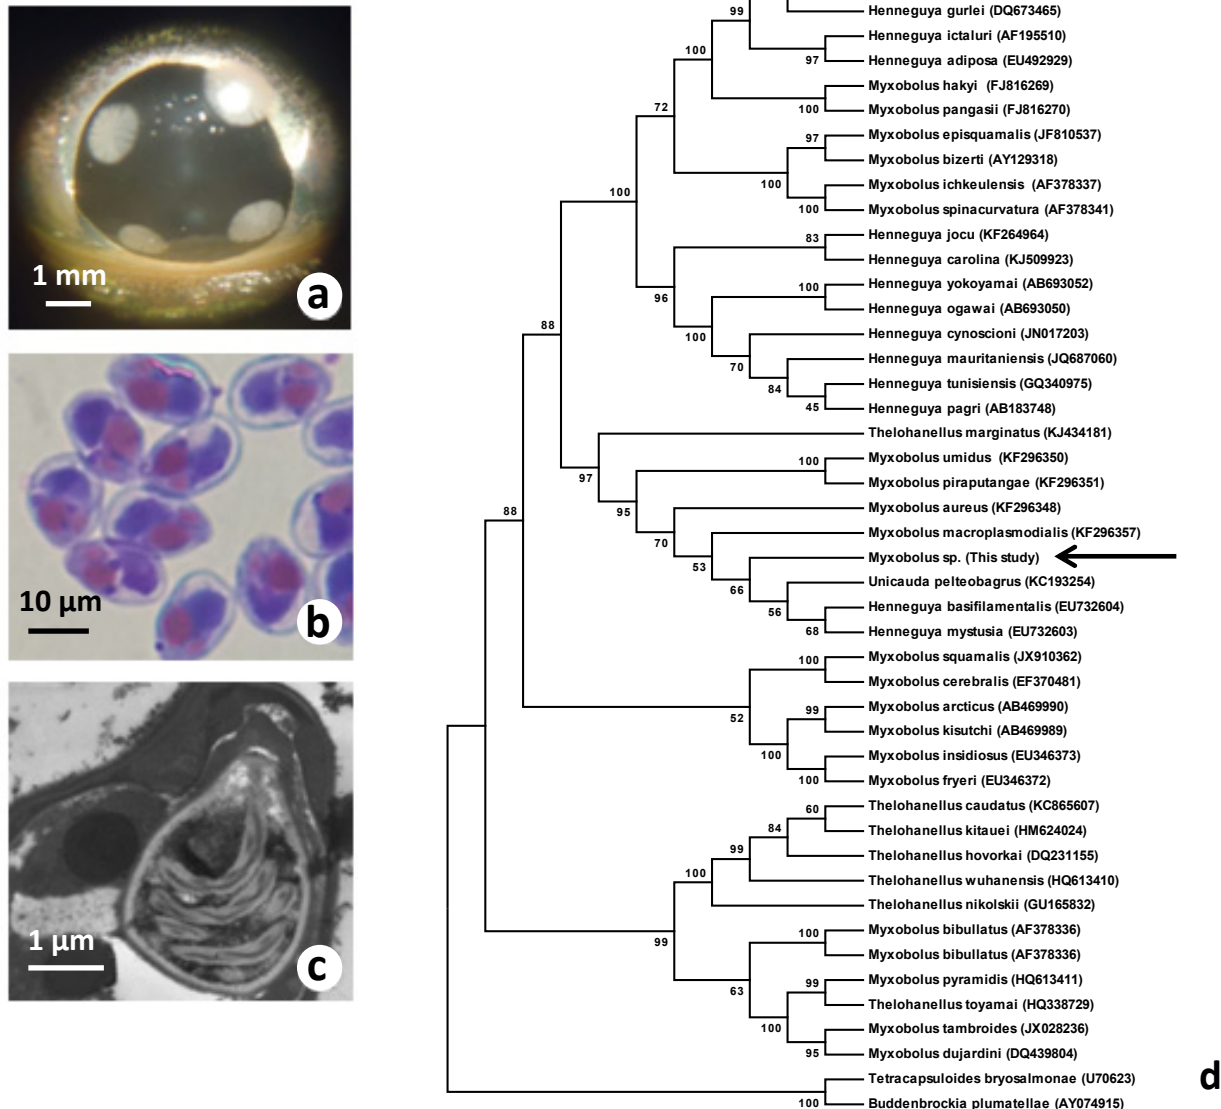 1 mm
a
10 µm
b
1 µm
c
99
Henneguya gurlei (DQ673465)
Henneguya ictaluri (AF195510)
97
Henneguya adiposa (EU492929)
100
Myxobolus hakyi (FJ816269)
100
Myxobolus pangasii (FJ816270)
72
97
Myxobolus episquamalis (JF810537)
Myxobolus bizerti (AY129318)
100
Myxobolus ichkeulensis (AF378337)
100
Myxobolus spinacurvatura (AF378341)
100
83
Henneguya jocu (KF264964)
Henneguya carolina (KJ509923)
96
100
Henneguya yokoyamai (AB693052)
Henneguya ogawai (AB693050)
100
Henneguya cynoscioni (JN017203)
70
Henneguya mauritaniensis (JQ687060)
84
Henneguya tunisiensis (GQ340975)
45
Henneguya pagri (AB183748)
88
Thelohanellus marginatus (KJ434181)
97
100
Myxobolus umidus (KF296350)
Myxobolus piraputangae (KF296351)
95
Myxobolus aureus (KF296348)
70
Myxobolus macroplasmodialis (KF296357)
53
Myxobolus sp. (This study)
66
Unicauda pelteobagrus (KC193254)
56
Henneguya basifilamentalis (EU732604)
68
Henneguya mystusia (EU732603)
88
100
Myxobolus squamalis (JX910362)
Myxobolus cerebralis (EF370481)
52
99
Myxobolus arcticus (AB469990)
Myxobolus kisutchi (AB469989)
100
Myxobolus insidiosus (EU346373)
100
Myxobolus fryeri (EU346372)
60
Thelohanellus caudatus (KC865607)
84
Thelohanellus kitauei (HM624024)
99
Thelohanellus hovorkai (DQ231155)
100
Thelohanellus wuhanensis (HQ613410)
Thelohanellus nikolskii (GU165832)
99
100
Myxobolus bibullatus (AF378336)
Myxobolus bibullatus (AF378336)
63
99
Myxobolus pyramidis (HQ613411)
Thelohanellus toyamai (HQ338729)
100
Myxobolus tambroides (JX028236)
95
Myxobolus dujardini (DQ439804)
Tetracapsuloides bryosalmonae (U70623)
100
Buddenbrockia plumatellae (AY074915)
d